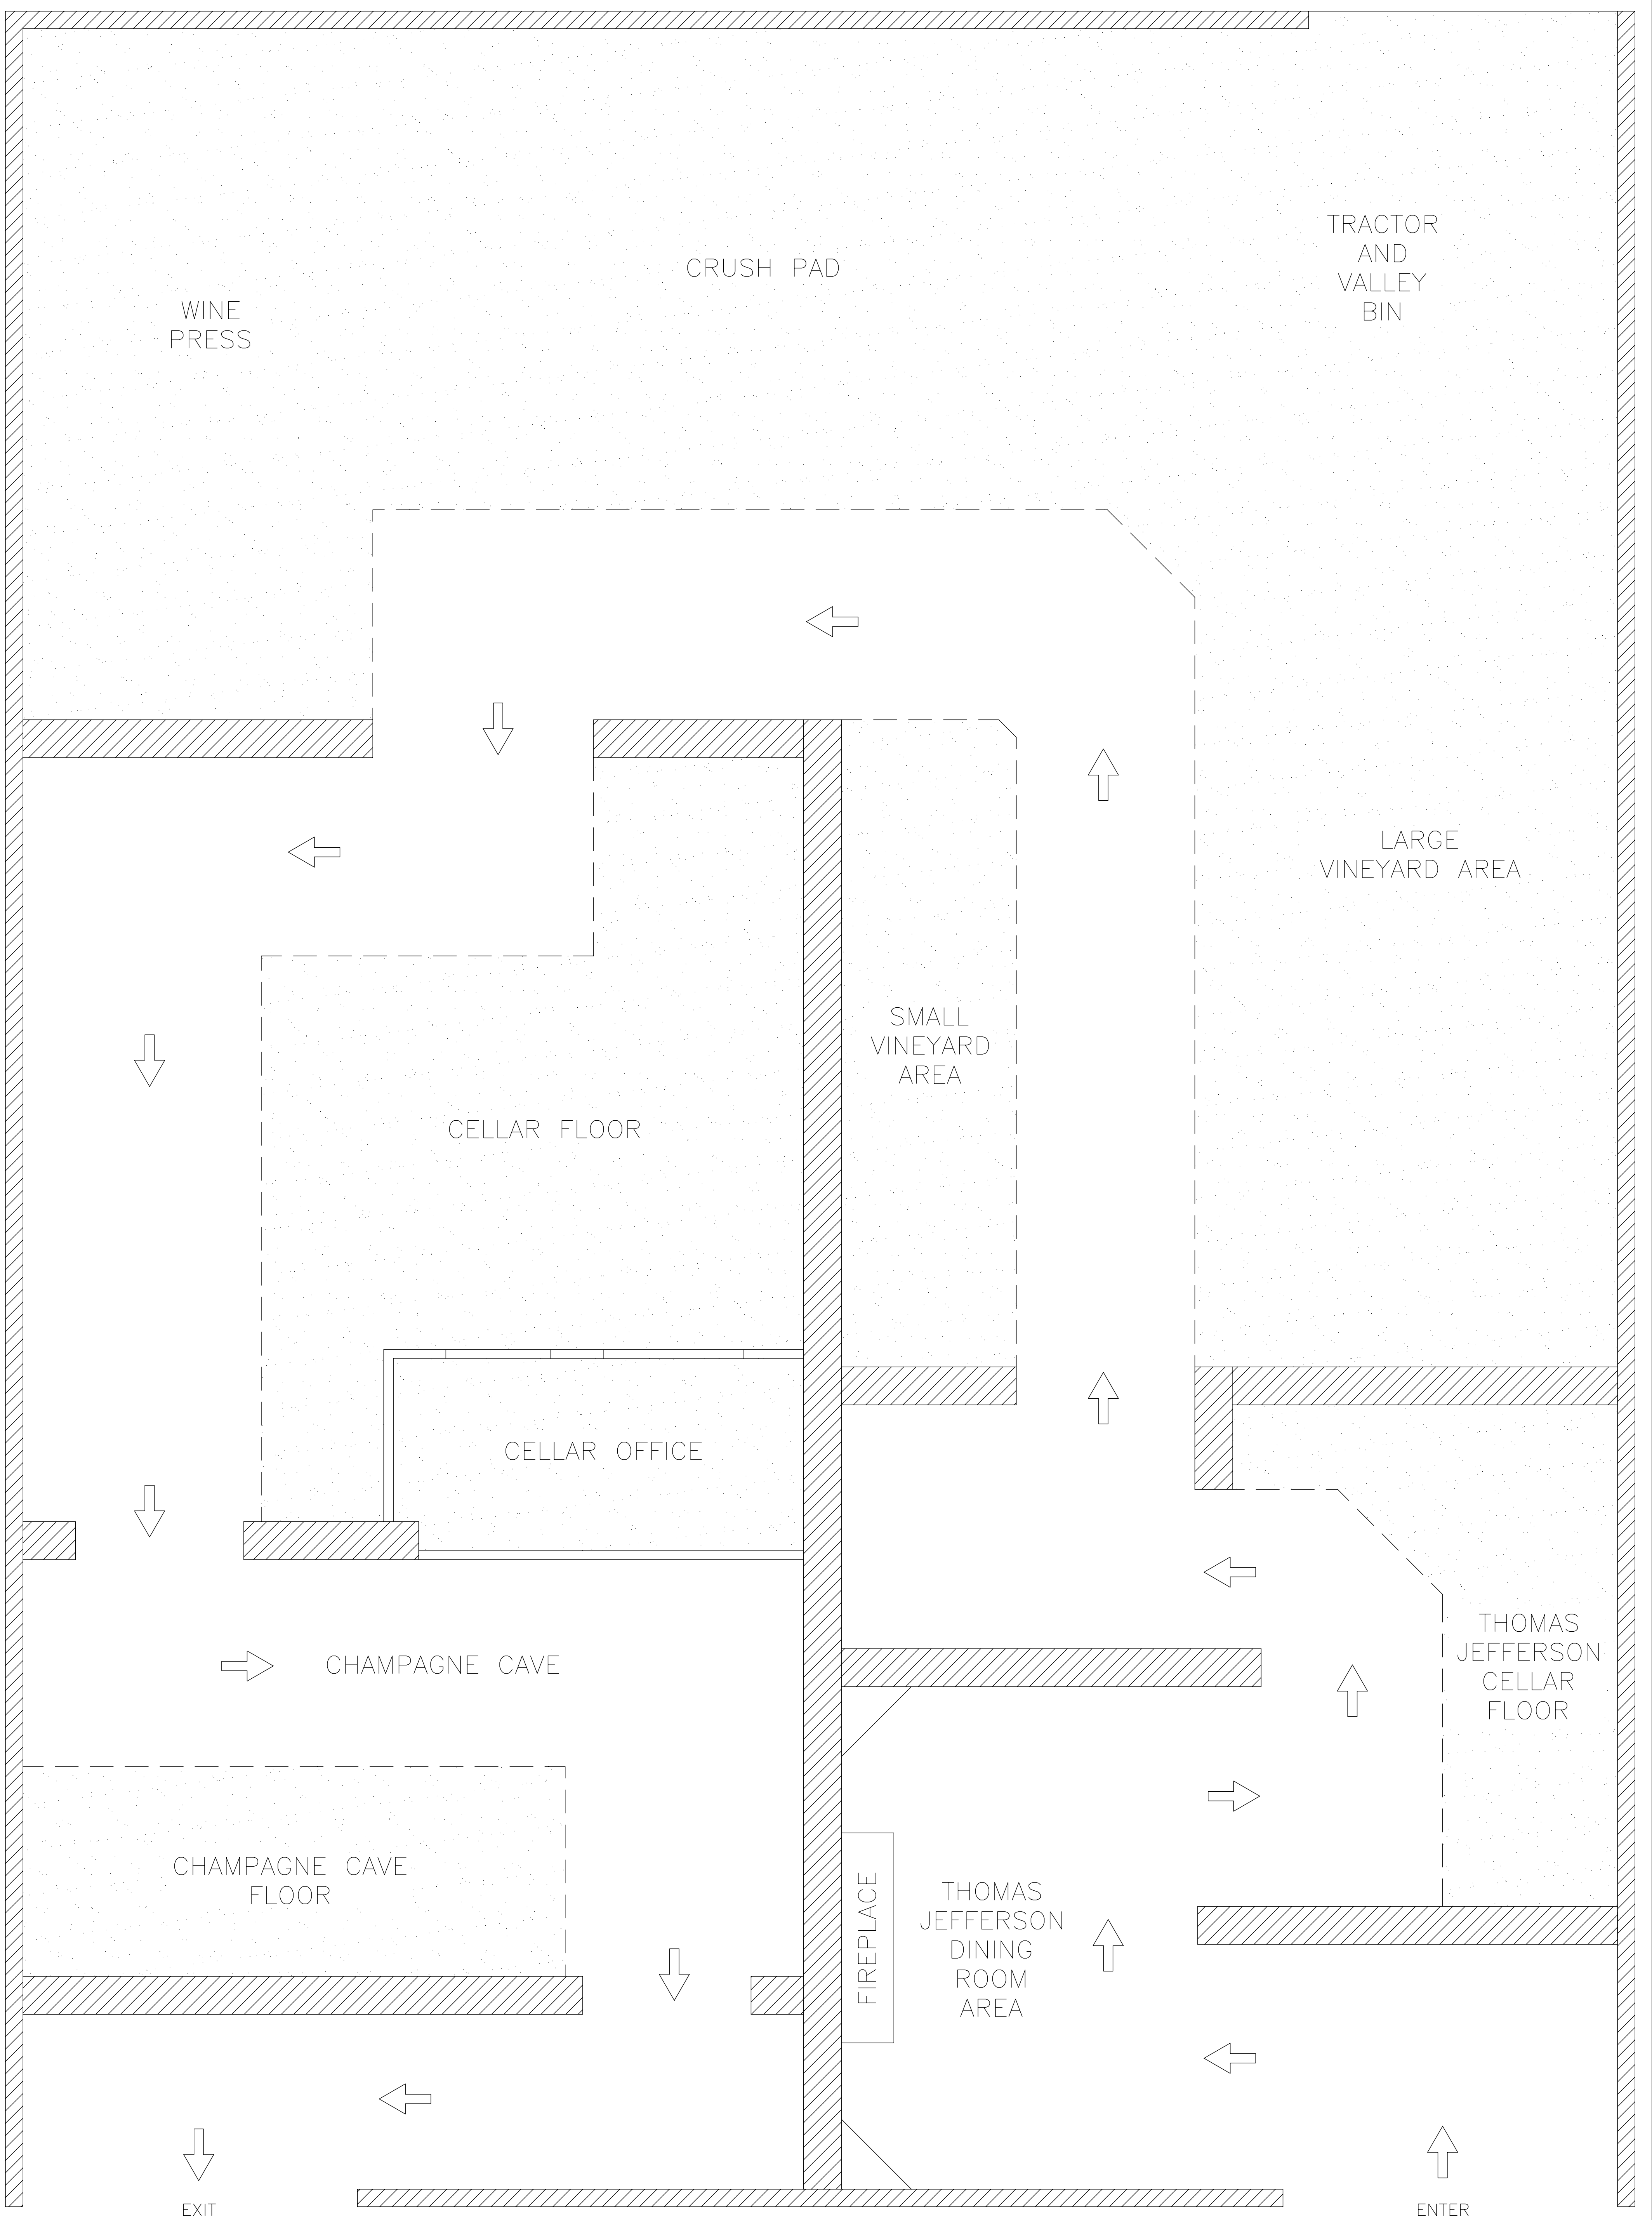 TRACTOR
AND
VALLEY
BIN
CRUSH PAD
WINE
PRESS
LARGE
VINEYARD AREA
SMALL
VINEYARD
AREA
CELLAR FLOOR
CELLAR OFFICE
THOMAS
JEFFERSON
CELLAR
FLOOR
CHAMPAGNE CAVE
CHAMPAGNE CAVE
FLOOR
FIREPLACE
THOMAS
JEFFERSON
DINING
ROOM
AREA
EXIT
ENTER